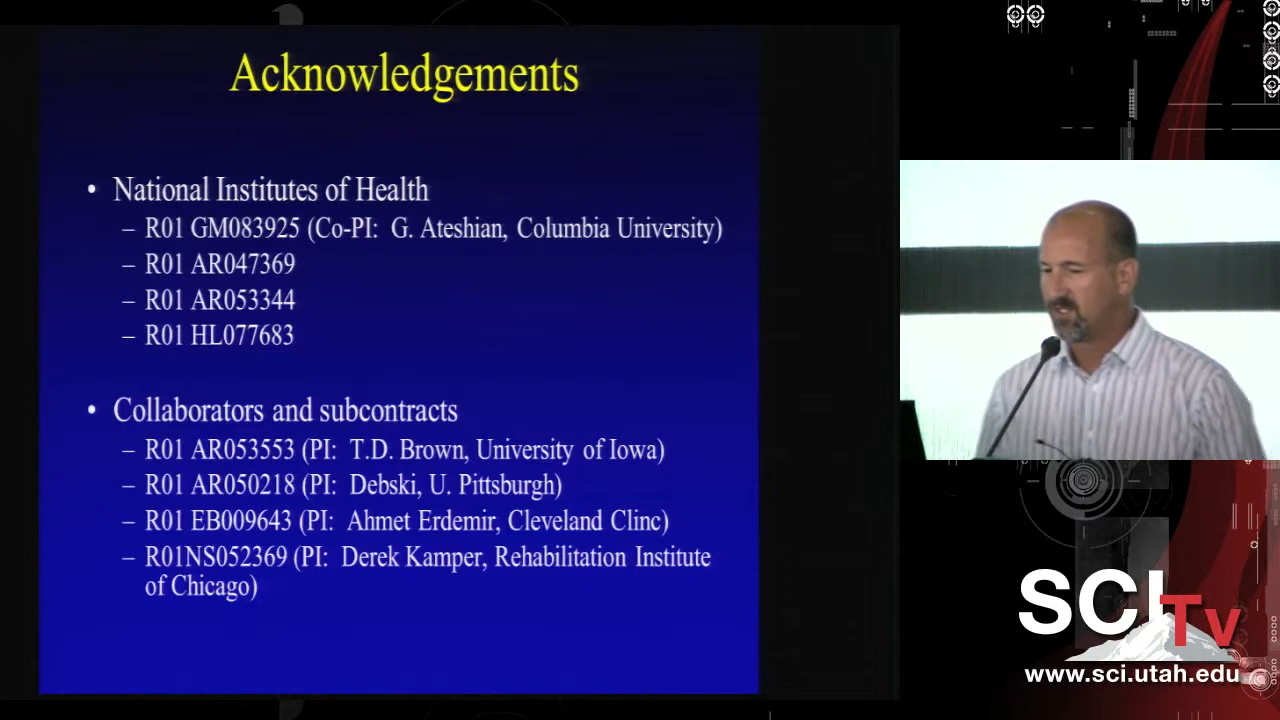 Acknowledgements
• National Institutes of Health
– R01 GM083925 (Co-PI: G. Ateshian, Columbia University)
– R01 AR047369
– R01 AR053344
– R01 HL077683
• Collaborators and subcontracts
– R01 AR053553 (PI: T.D. Brown, University of Iowa)
– R01 AR050218 (PI: Debski, U. Pittsburgh)
– R01 EB009643 (PI: Ahmet Erdemir, Cleveland Clinc)
– R01NS052369 (PI: Derek Kamper, Rehabilitation Institute
of Chicago)
SCI
Tv
www.sci.utah.edu